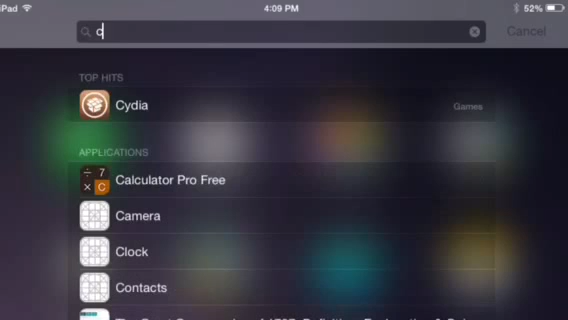 iPad
4:09 PM
52%
c
Cancel
TOP HITS
Cydia
Games
APPLICATIONS
÷ 7
× C
Calculator Pro Free
Camera
Clock
Contacts